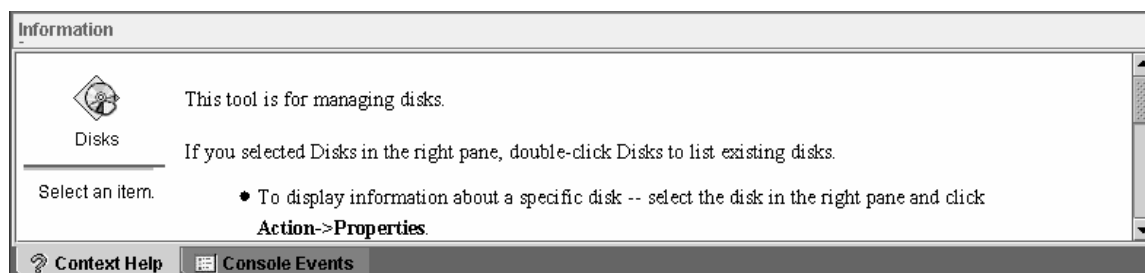 Information
Disks
Select an item.
This tool is for managing disks.
If you selected Disks in the right pane, double-click Disks to list existing disks.
● To display information about a specific disk -- select the disk in the right pane and click
Action->Properties.
Context Help
Console Events